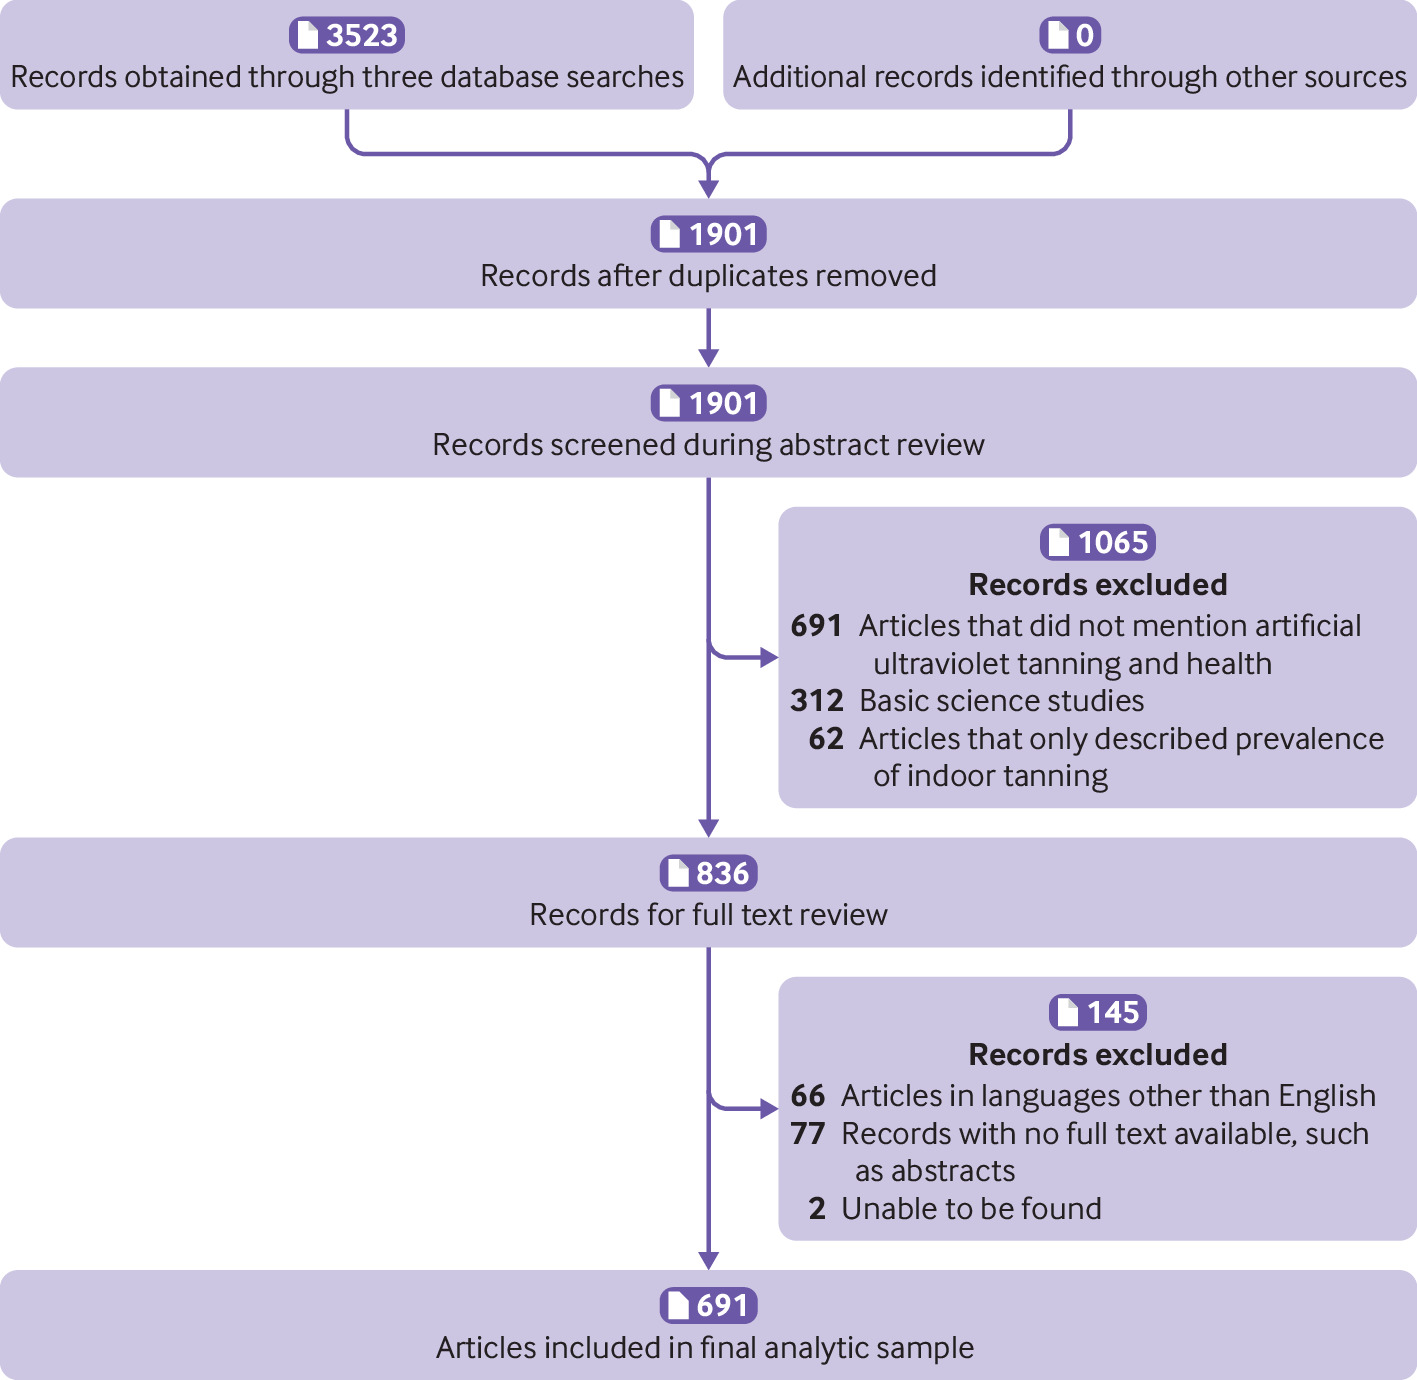 3523
Records obtained through three database searches
0
Additional records identified through other sources
1901
Records after duplicates removed
1901
Records screened during abstract review
1065
Records excluded
691 Articles that did not mention artificial
ultraviolet tanning and health
312 Basic science studies
62 Articles that only described prevalence
of indoor tanning
836
Records for full text review
145
Records excluded
66 Articles in languages other than English
77 Records with no full text available, such
as abstracts
2 Unable to be found
691
Articles included in final analytic sample